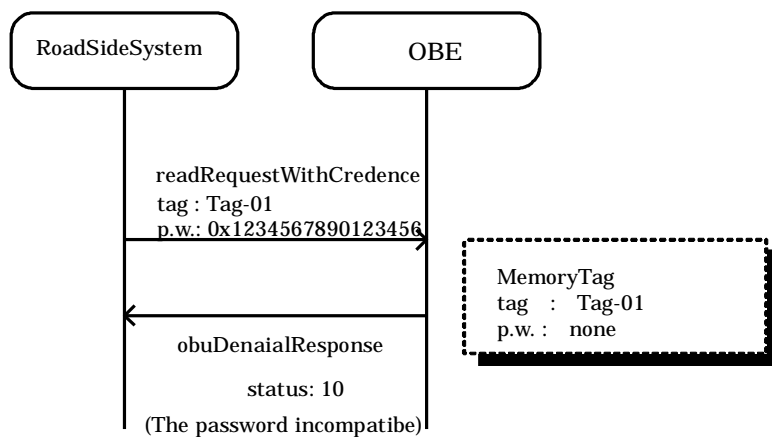 RoadSideSystem
OBE
readRequestWithCredence
tag : Tag-01
p.w.: 0x1234567890123456
MemoryTag
tag : Tag-01
p.w. : none
obuDenaialResponse
status: 10
(The password incompatibe)